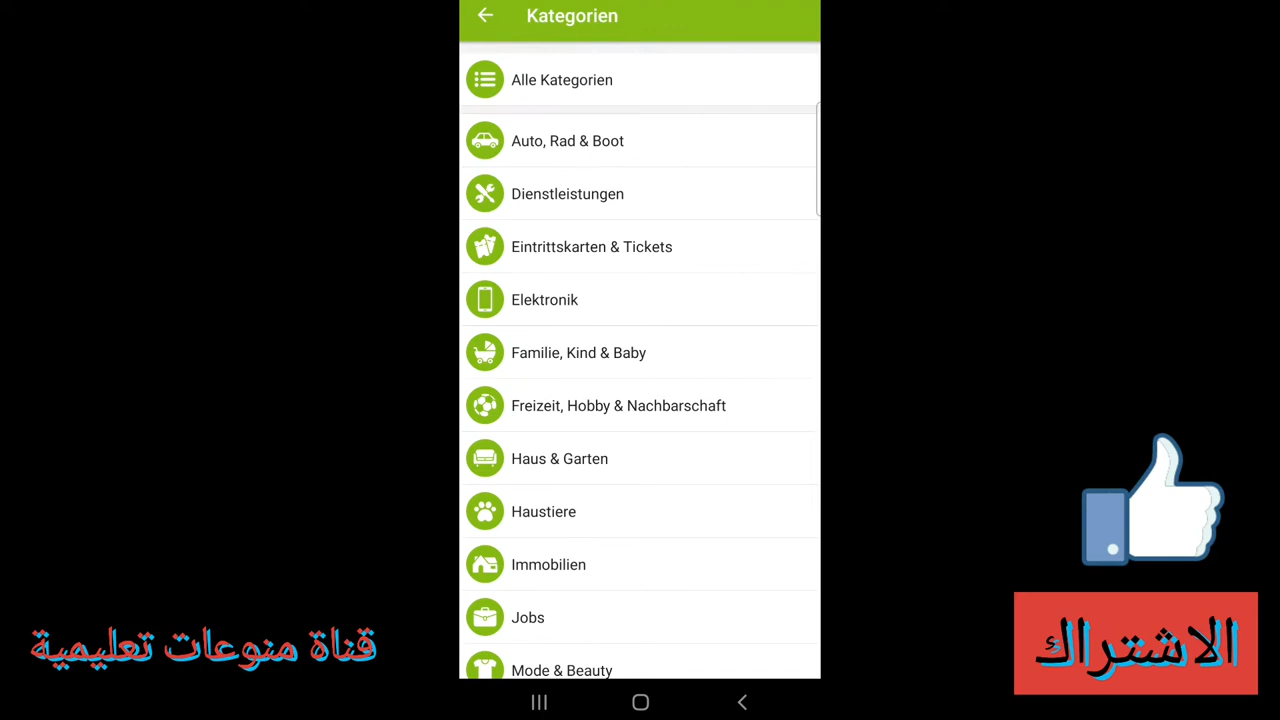 Kategorien
Alle Kategorien
Auto, Rad & Boot
Dienstleistungen
Eintrittskarten & Tickets
Elektronik
Familie, Kind & Baby
Freizeit, Hobby & Nachbarschaft
Haus & Garten
Haustiere
Immobilien
Jobs
Mode & Beauty
قناة منوعات تعليمية
الاشتراك